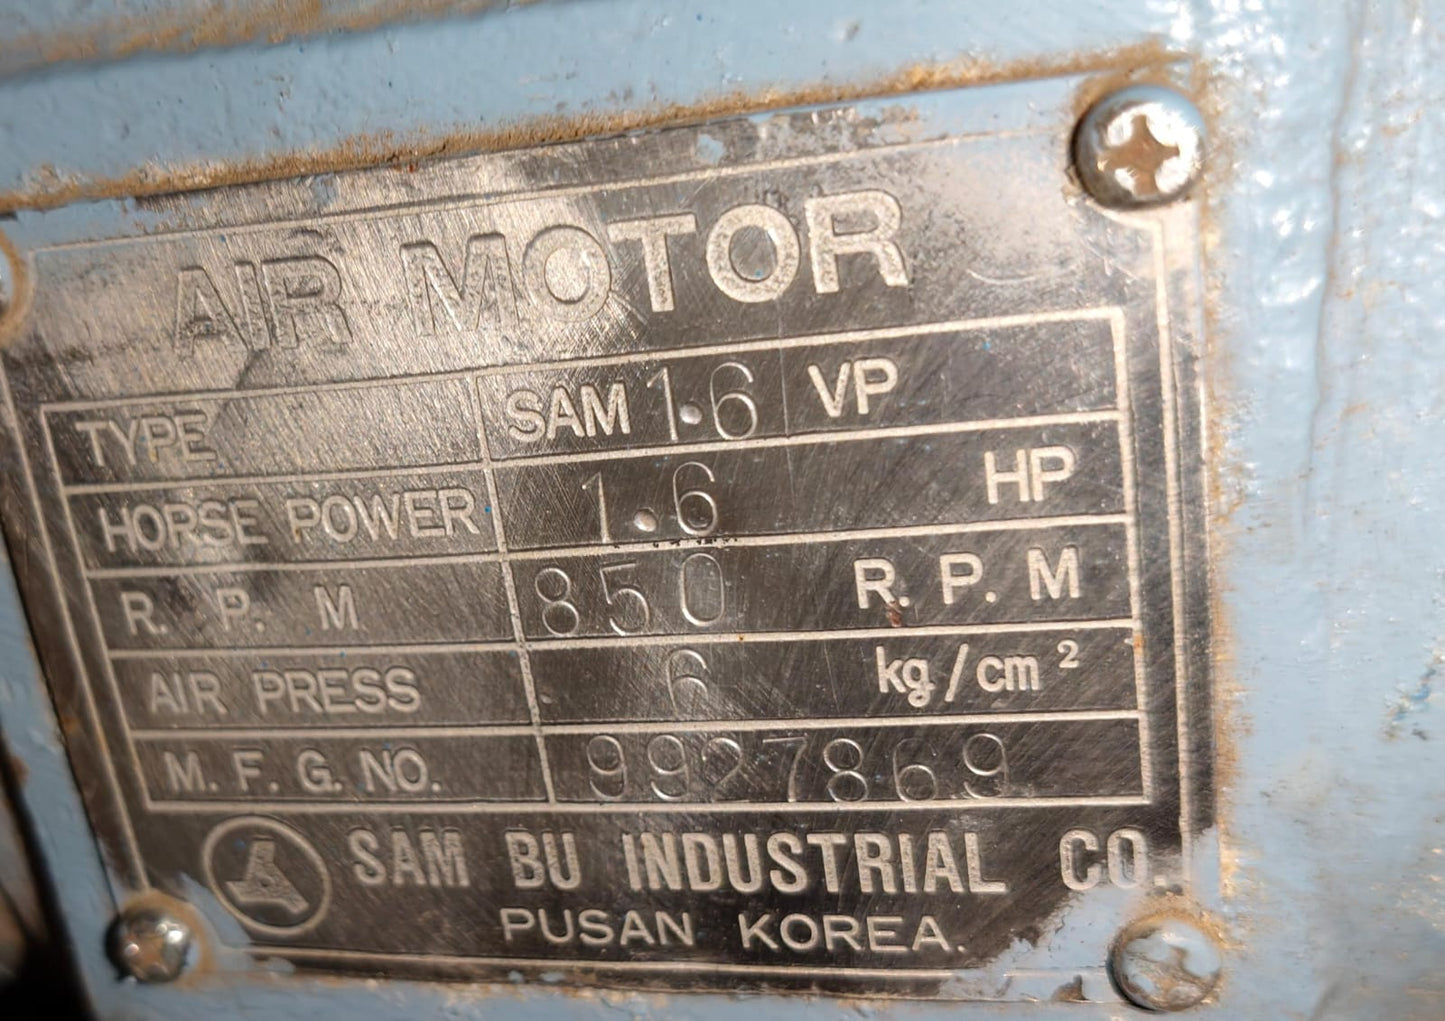 AIR MOTOR
TYPE SAM 1.6 VP
HORSE POWER 1.6 HP
R. P. M 850 R. P. M
AIR PRESS 6 kg/cm²
M. F. G. NO. 9927869
SAM BU INDUSTRIAL CO.
PUSAN KOREA.